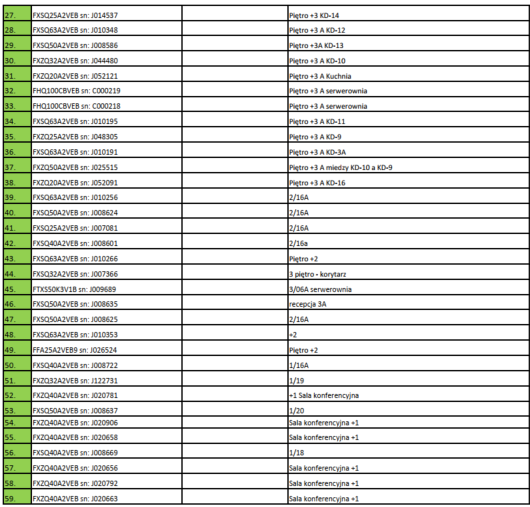 27. FXSQ25A2VEB sn: J014537 Piętro +3 KD-14
28. FXSQ63A2VEB sn: J010348 Piętro +3 A KD-12
29. FXSQ50A2VEB sn: J008586 Piętro +3A KD-13
30. FXZQ32A2VEB sn: J044480 Piętro +3 A KD-10
31. FXZQ20A2VEB sn: J052121 Piętro +3 A Kuchnia
32. FHQ100CBVEB sn: C000219 Piętro +3 A serwerownia
33. FHQ100CBVEB sn: C000218 Piętro +3 A serwerownia
34. FXSQ63A2VEB sn: J010195 Piętro +3 A KD-11
35. FXZQ25A2VEB sn: J048305 Piętro +3 A KD-9
36. FXSQ63A2VEB sn: J010191 Piętro +3 A KD-3A
37. FXZQ50A2VEB sn: J025515 Piętro +3 A miedzy KD-10 a KD-9
38. FXZQ20A2VEB sn: J052091 Piętro +3 A KD-16
39. FXSQ63A2VEB sn: J010256 2/16A
40. FXSQ50A2VEB sn: J008624 2/16A
41. FXSQ25A2VEB sn: J007081 2/16A
42. FXSQ40A2VEB sn: J008601 2/16a
43. FXSQ63A2VEB sn: J010266 Piętro +2
44. FXSQ32A2VEB sn: J007366 3 piętro - korytarz
45. FTXS50K3V1B sn: J009689 3/06A serwerownia
46. FXSQ50A2VEB sn: J008635 recepcja 3A
47. FXSQ50A2VEB sn: J008625 2/16A
48. FXSQ63A2VEB sn: J010353 +2
49. FFA25A2VEB9 sn: J026524 Piętro +2
50. FXSQ40A2VEB sn: J008722 1/16A
51. FXZQ32A2VEB sn: J122731 1/19
52. FXZQ40A2VEB sn: J020781 +1 Sala konferencyjna
53. FXSQ50A2VEB sn: J008637 1/20
54. FXZQ40A2VEB sn: J020906 Sala konferencyjna +1
55. FXZQ40A2VEB sn: J020658 Sala konferencyjna +1
56. FXSQ40A2VEB sn: J008669 1/18
57. FXZQ40A2VEB sn: J020656 Sala konferencyjna +1
58. FXZQ40A2VEB sn: J020792 Sala konferencyjna +1
59. FXZQ40A2VEB sn: J020663 Sala konferencyjna +1